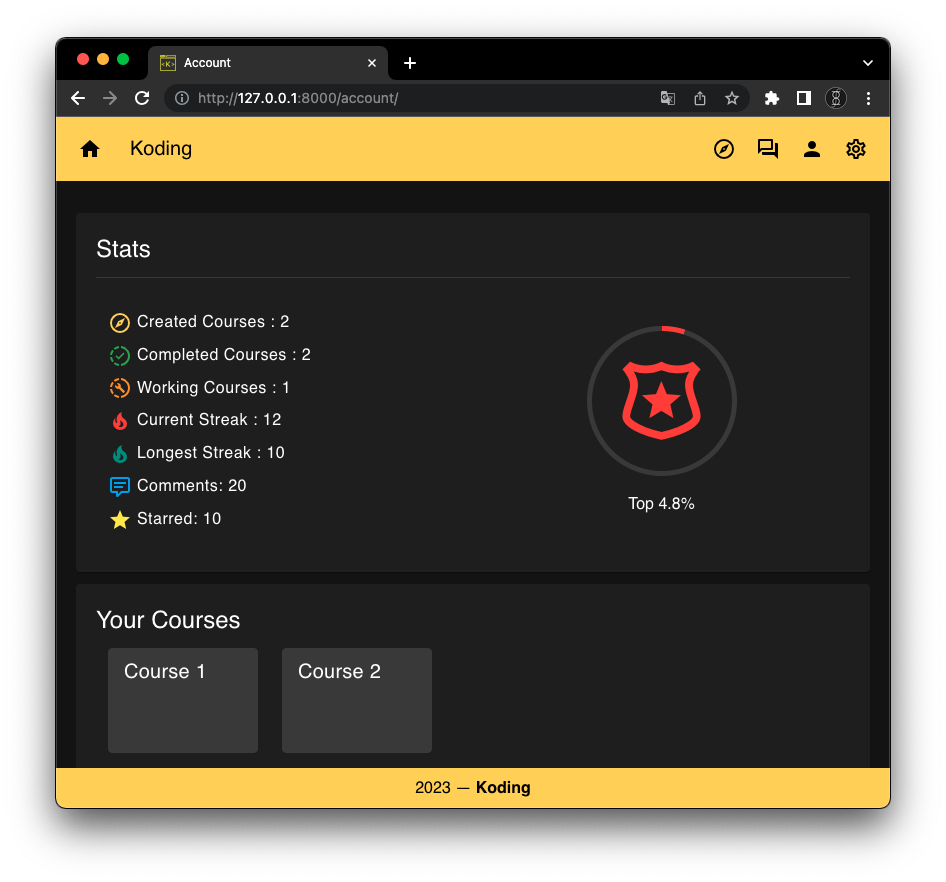 Account
http://127.0.0.1:8000/account/
Koding
Stats
Created Courses : 2
Completed Courses : 2
Working Courses : 1
Current Streak : 12
Longest Streak : 10
Comments: 20
Starred: 10
Top 4.8%
Your Courses
Course 1
Course 2
2023 — Koding